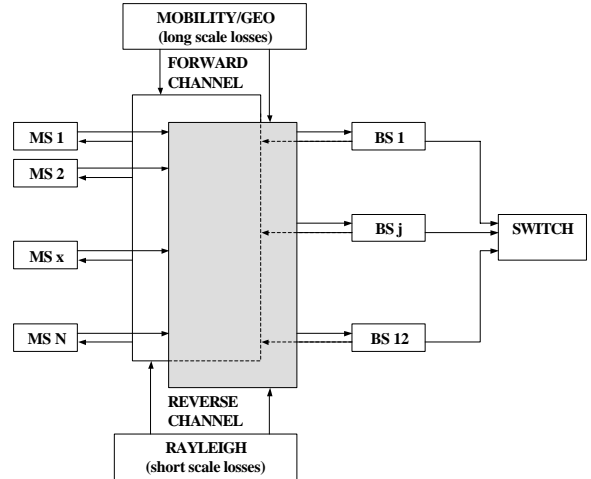 MOBILITY/GEO
(long scale losses)
FORWARD
CHANNEL
MS 1
BS 1
MS 2
MS x
BS j
SWITCH
MS N
BS 12
REVERSE
CHANNEL
RAYLEIGH
(short scale losses)